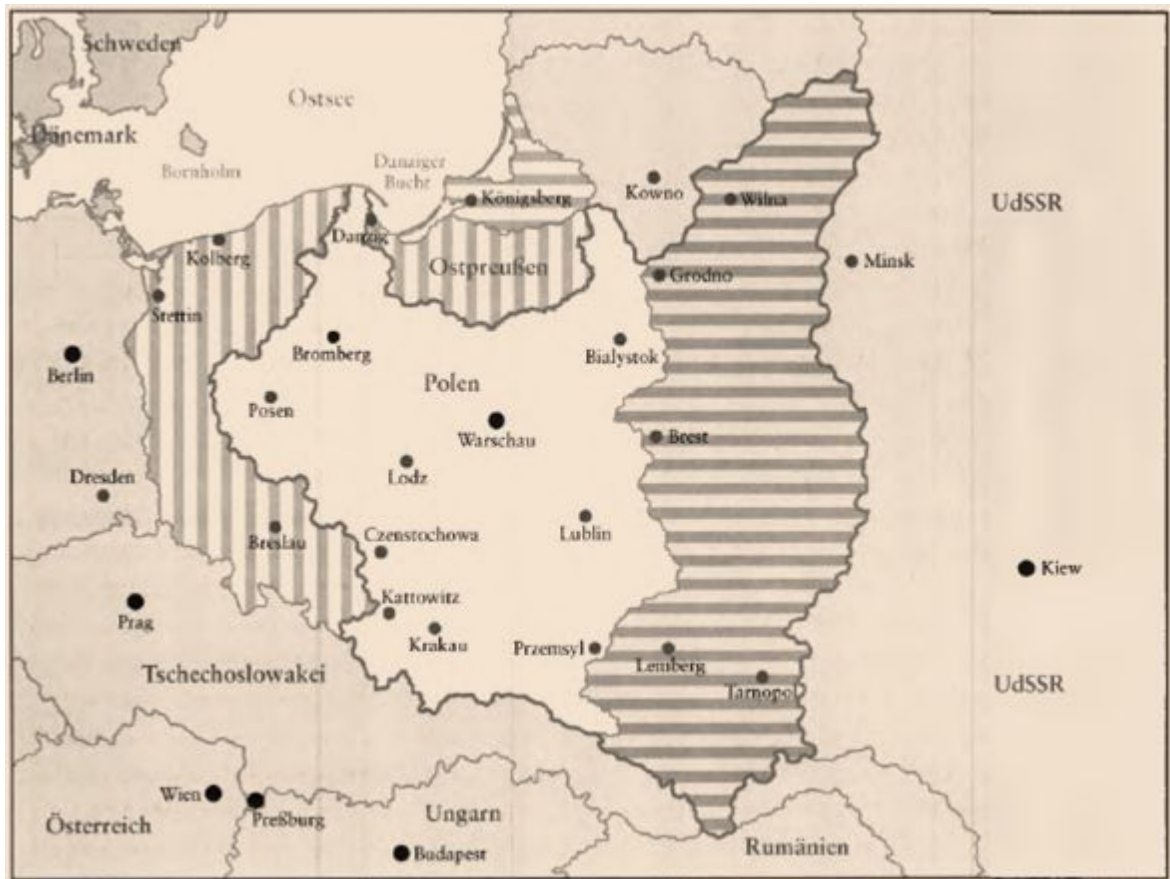 Schweden
Ostsee
Dänemark
Bornholm
Danziger
Bucht
Königsberg
Kowno
Wilna
UdSSR
Danzig
Kolberg
Ostpreußen
Grodno
Minsk
Stettin
Bromberg
Bialystok
Berlin
Polen
Posen
Warschau
Brest
Lodz
Dresden
Lublin
Breslau
Czenstochowa
Kiew
Kattowitz
Prag
Krakau
Przemsyl
Lemberg
Tschechoslowakei
Tarnopol
UdSSR
Wien
Preßburg
Ungarn
Österreich
Rumänien
Budapest